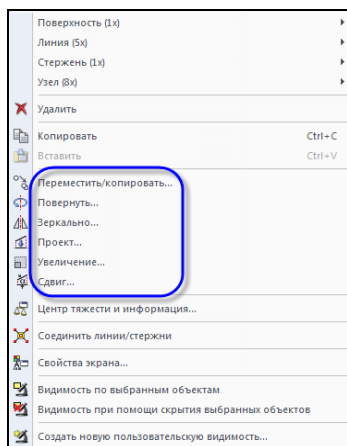 Поверхность (1x)
Линия (5x)
Стержень (1x)
Узел (8x)
Удалить
Копировать Ctrl+C
Вставить Ctrl+V
Переместить/копировать...
Повернуть...
Зеркально...
Проект...
Увеличение...
Сдвиг...
Центр тяжести и информация...
Соединить линии/стержни
Свойства экрана...
Видимость по выбранным объектам
Видимость при помощи скрытия выбранных объектов
Создать новую пользовательскую видимость...